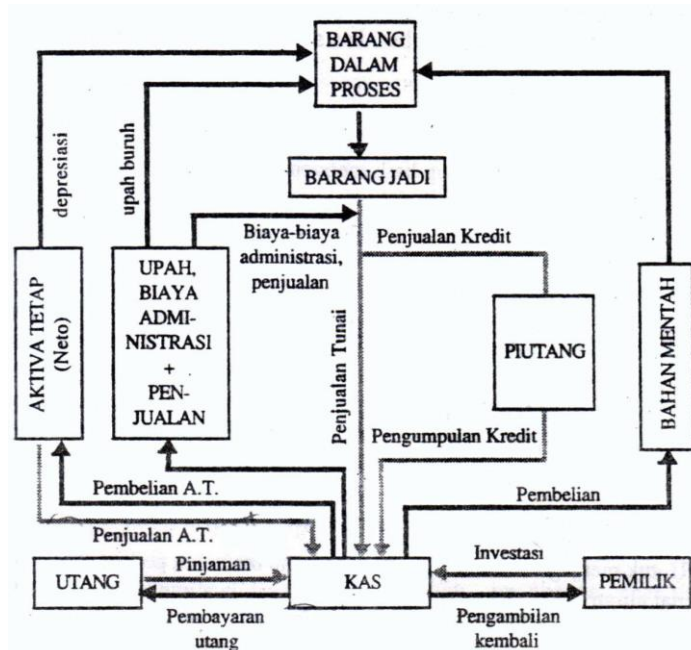 BARANG
DALAM
PROSES
depresiasi
upah buruh
BARANG JADI
Biaya-biaya
administrasi,
penjualan
Penjualan Kredit
AKTIVA TETAP
(Neto)
UPAH,
BIAYA
ADMI-
NISTRASI
+
PEN-
JUALAN
Penjualan Tunai
PIUTANG
BAHAN MENTAH
Pengumpulan Kredit
Pembelian A.T.
Pembelian
Penjualan A.T.
UTANG
Pinjaman
KAS
Investasi
PEMILIK
Pembayaran
utang
Pengambilan
kembali